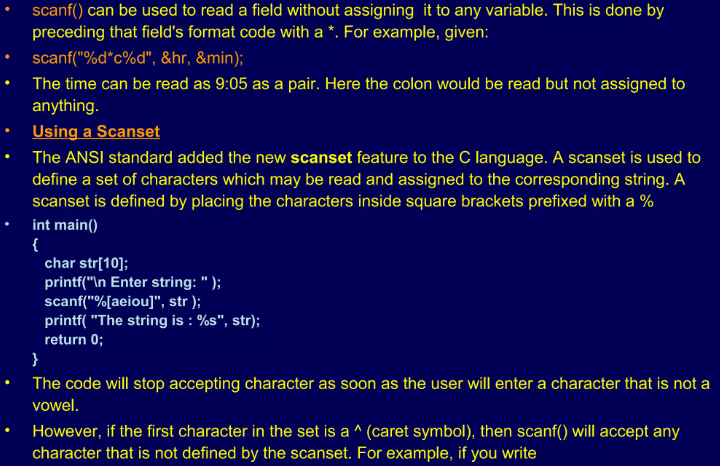 • scanf() can be used to read a field without assigning  it to any variable. This is done by
preceding that field's format code with a *. For example, given:
• scanf("%d*c%d", &hr, &min);
• The time can be read as 9:05 as a pair. Here the colon would be read but not assigned to
anything.
• Using a Scanset
• The ANSI standard added the new scanset feature to the C language. A scanset is used to
define a set of characters which may be read and assigned to the corresponding string. A
scanset is defined by placing the characters inside square brackets prefixed with a %
• int main()
{
char str[10];
printf("\n Enter string: " );
scanf("%[aeiou]", str );
printf( "The string is : %s", str);
return 0;
}
• The code will stop accepting character as soon as the user will enter a character that is not a
vowel.
• However, if the first character in the set is a ^ (caret symbol), then scanf() will accept any
character that is not defined by the scanset. For example, if you write